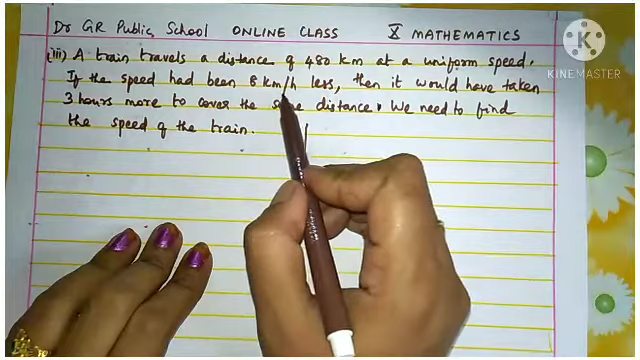 Dr GR Public School ONLINE CLASS X MATHEMATICS
(iii) A train travels a distance of 480 km at a uniform speed.
If the speed had been 8 km/h less, then it would have taken
3 hours more to cover the same distance. We need to find
the speed of the train.
K
KINEMASTER